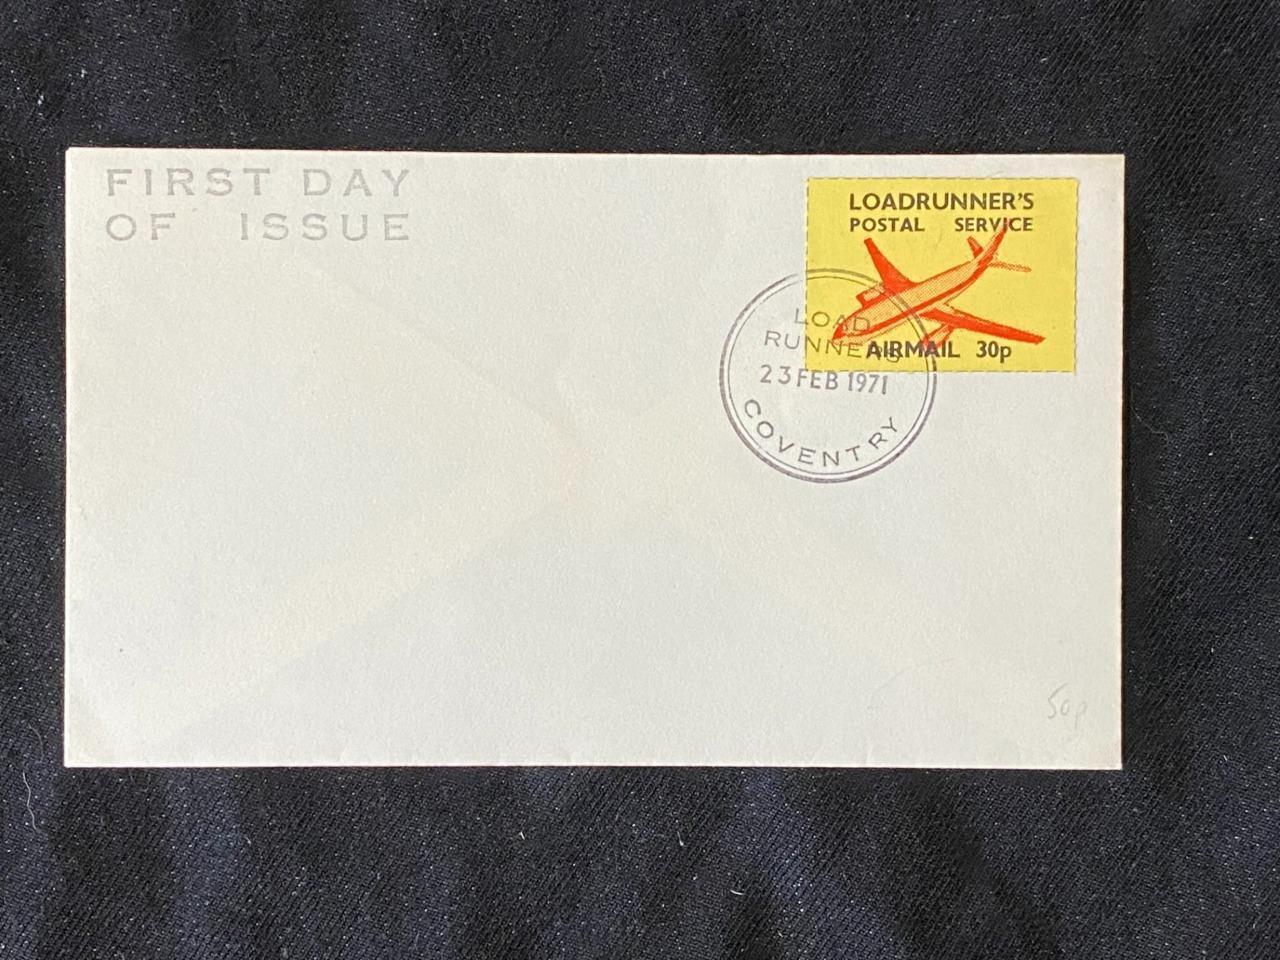 FIRST DAY
OF ISSUE
LOADRUNNER'S
POSTAL SERVICE
AIRMAIL 30p
LOAD
RUNNERS
23 FEB 1971
COVENTRY
50p